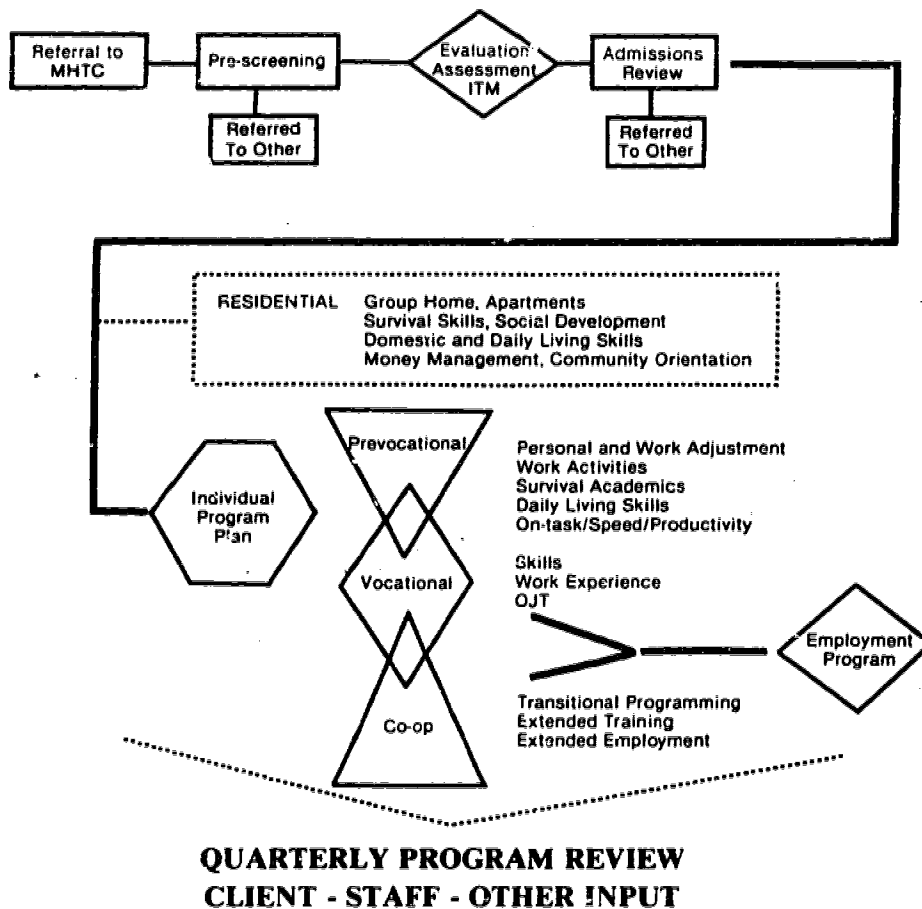 Referral to
MHTC
Pre-screening
Evaluation
Assessment
ITM
Admissions
Review
Referred
To Other
Referred
To Other
RESIDENTIAL Group Home, Apartments
Survival Skills, Social Development
Domestic and Daily Living Skills
Money Management, Community Orientation
Individual
Program
Plan
Prevocational
Personal and Work Adjustment
Work Activities
Survival Academics
Daily Living Skills
On-task/Speed/Productivity
Vocational
Skills
Work Experience
OJT
Employment
Program
Co-op
Transitional Programming
Extended Training
Extended Employment
QUARTERLY PROGRAM REVIEW
CLIENT - STAFF - OTHER INPUT